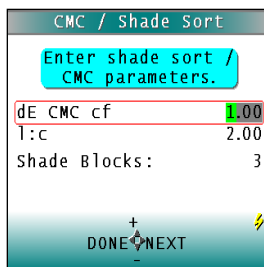 CMC / Shade Sort
Enter shade sort /
CMC parameters.
dE CMC cf 1.00
l:c 2.00
Shade Blocks: 3
+
DONE NEXT
-